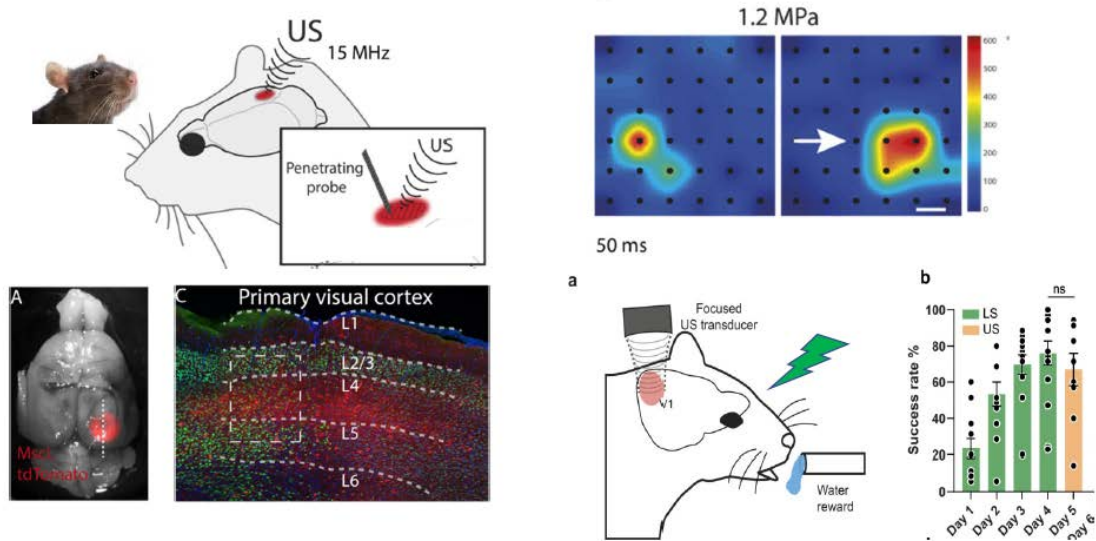 US
15 MHz
Penetrating
probe
US
1.2 MPa
600
500
400
300
200
100
0
50 ms
A
MscL
tdTomato
C
Primary visual cortex
L1
L2/3
L4
L5
L6
a
Focused
US transducer
V1
Water
reward
b
ns
LS
US
Success rate %
100
80
60
40
20
0
Day 1
Day 2
Day 3
Day 4
Day 5
Day 6